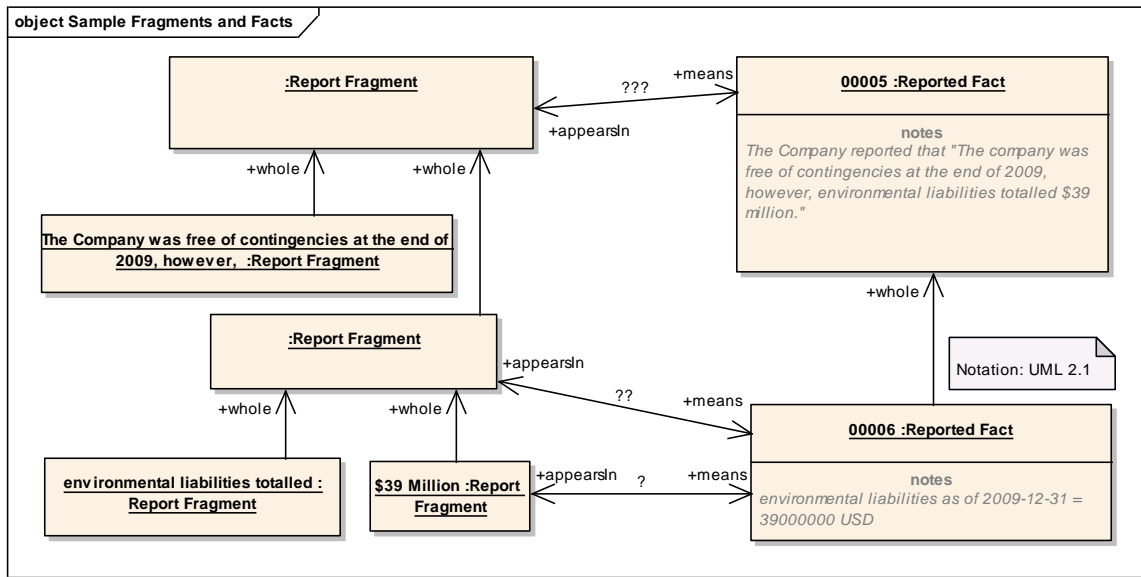 object Sample Fragments and Facts
:Report Fragment
+means
00005 :Reported Fact
???
+appearsIn
notes
The Company reported that "The company was
free of contingencies at the end of 2009,
however, environmental liabilities totalled $39
million."
+whole
+whole
The Company was free of contingencies at the end of
2009, however,  :Report Fragment
+whole
:Report Fragment
+appearsIn
Notation: UML 2.1
??
+means
+whole
+whole
00006 :Reported Fact
environmental liabilities totalled :
Report Fragment
$39 Million :Report
Fragment
+appearsIn
?
+means
notes
environmental liabilities as of 2009-12-31 =
39000000 USD